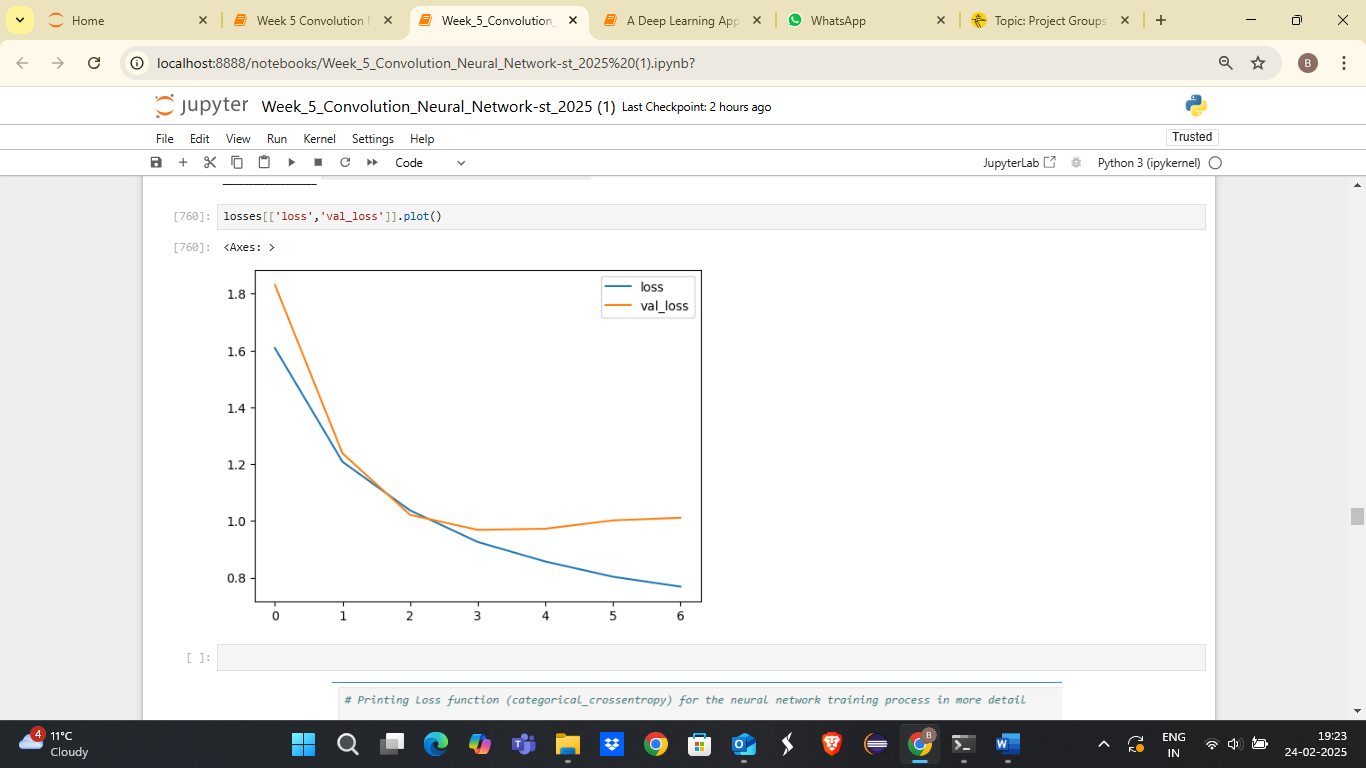 Home
Week 5 Convolution
Week_5_Convolution_
A Deep Learning App
WhatsApp
Topic: Project Groups
localhost:8888/notebooks/Week_5_Convolution_Neural_Network-st_2025%20(1).ipynb?
B
jupyter Week_5_Convolution_Neural_Network-st_2025 (1) Last Checkpoint: 2 hours ago
File Edit View Run Kernel Settings Help
Trusted
Code
JupyterLab
Python 3 (ipykernel)
[760]: losses[['loss','val_loss']].plot()
[760]: <Axes: >
loss
val_loss
1.8
1.6
1.4
1.2
1.0
0.8
0 1 2 3 4 5 6
[ ]:
# Printing Loss function (categorical_crossentropy) for the neural network training process in more detail
4
11°C
Cloudy
B
ENG
IN
19:23
24-02-2025